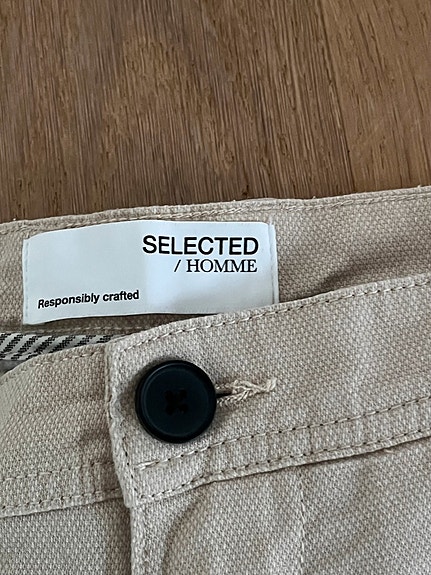 SELECTED
/ HOMME
Responsibly crafted